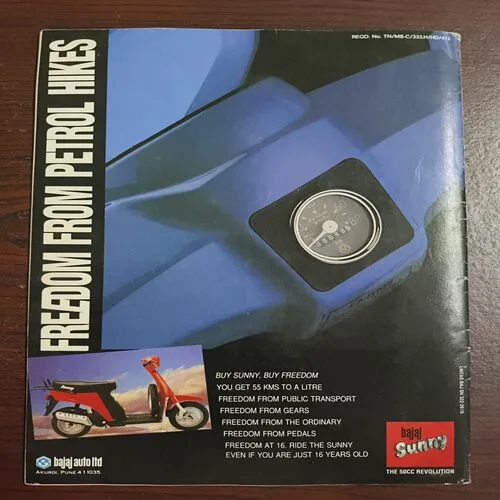 REGD. No. TN/MS-C/333/H/HD/412
FREEDOM FROM PETROL HIKES
BUY SUNNY, BUY FREEDOM
YOU GET 55 KMS TO A LITRE
FREEDOM FROM PUBLIC TRANSPORT
FREEDOM FROM GEARS
FREEDOM FROM THE ORDINARY
FREEDOM FROM PEDALS
FREEDOM AT 16. RIDE THE SUNNY
EVEN IF YOU ARE JUST 16 YEARS OLD
bajaj auto ltd
AKURDI, PUNE 411035.
bajaj
Sunny
THE 50CC REVOLUTION